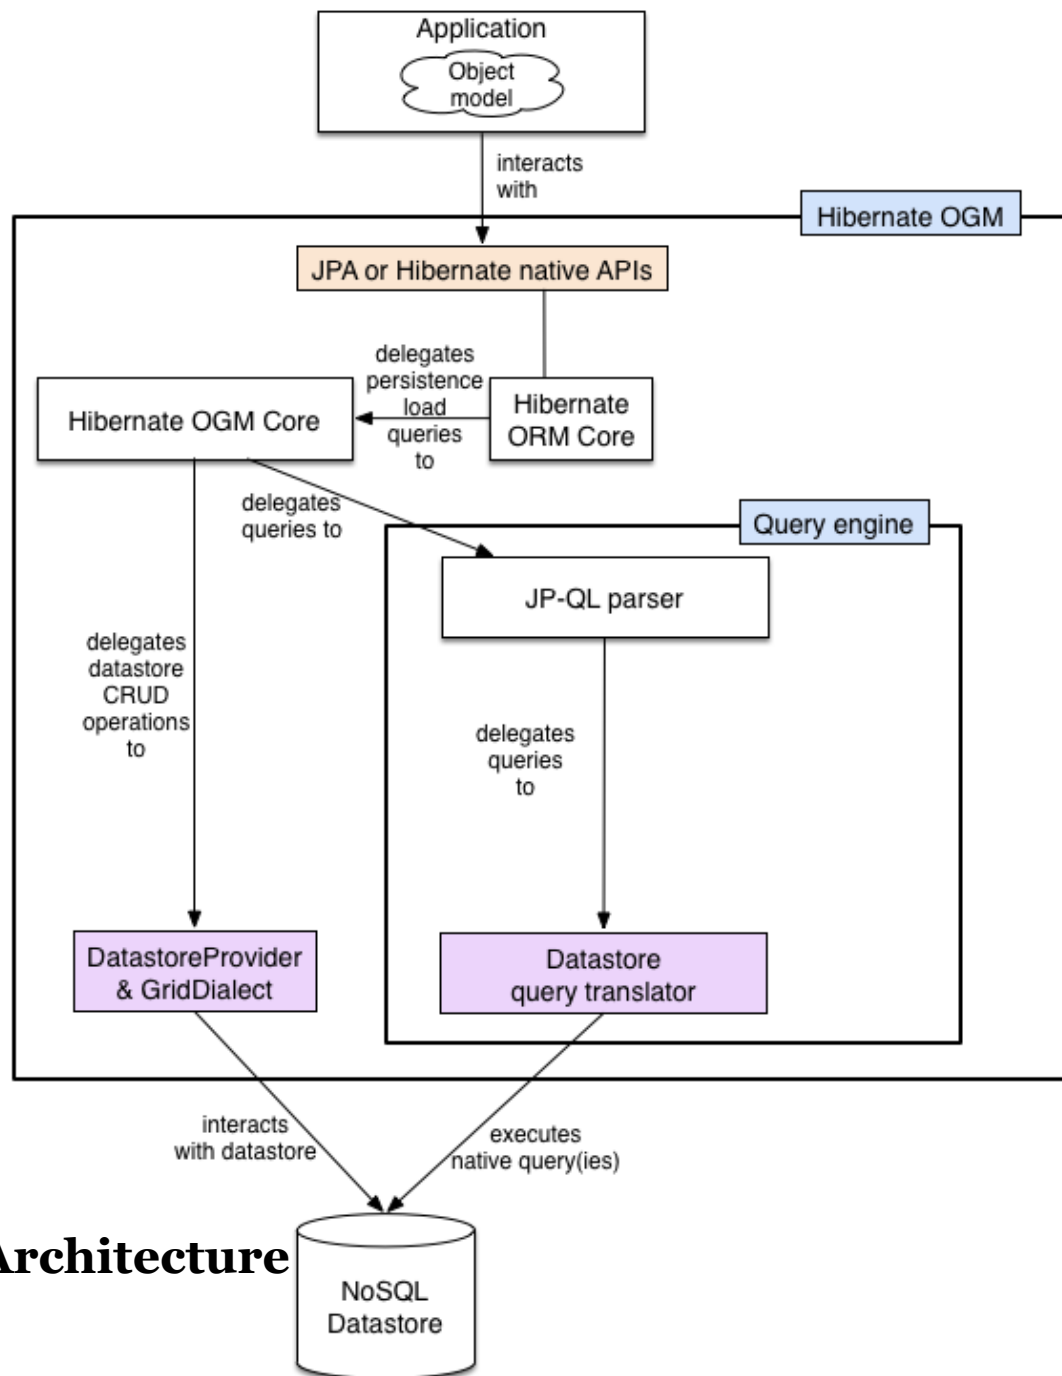 Application
Object
model
interacts
with
Hibernate OGM
JPA or Hibernate native APIs
delegates
persistence
load
queries
to
Hibernate OGM Core
Hibernate
ORM Core
delegates
queries to
Query engine
JP-QL parser
delegates
datastore
CRUD
operations
to
delegates
queries
to
DatastoreProvider
& GridDialect
Datastore
query translator
interacts
with datastore
executes
native query(ies)
Architecture
NoSQL
Datastore